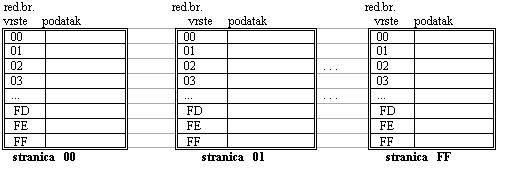 red.br. red.br. red.br.
vrste podatak vrste podatak vrste podatak
00 00 00
01 01 01
02 02 ... 02
03 03 03
... ... ... ...
FD FD FD
FE FE FE
FF FF FF
stranica 00 stranica 01 stranica FF